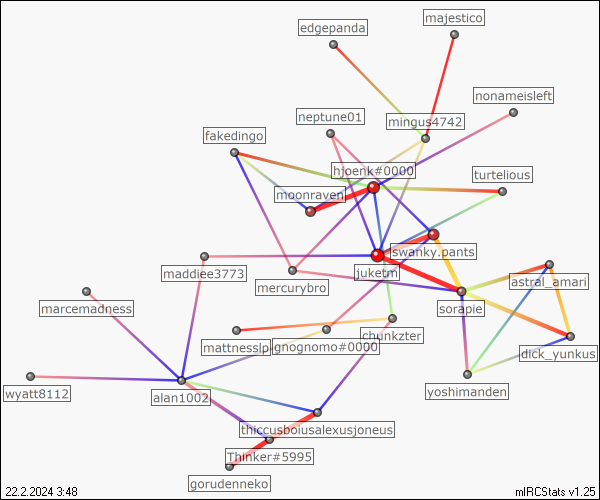 majestico
edgepanda
nonameisleft
neptune01
mingus4742
fakedingo
hjoenk#0000
turtelious
moonraven
swanky.pants
juketm
maddiee3773
astral_amari
mercurybro
sorapie
marcemadness
chunkzter
mattnesslp
gnognomo#0000
dick_yunkus
wyatt8112
yoshimanden
alan1002
thiccusboiusalexusjoneus
Thinker#5995
gorudenneko
22.2.2024 3:48
mIRCStats v1.25